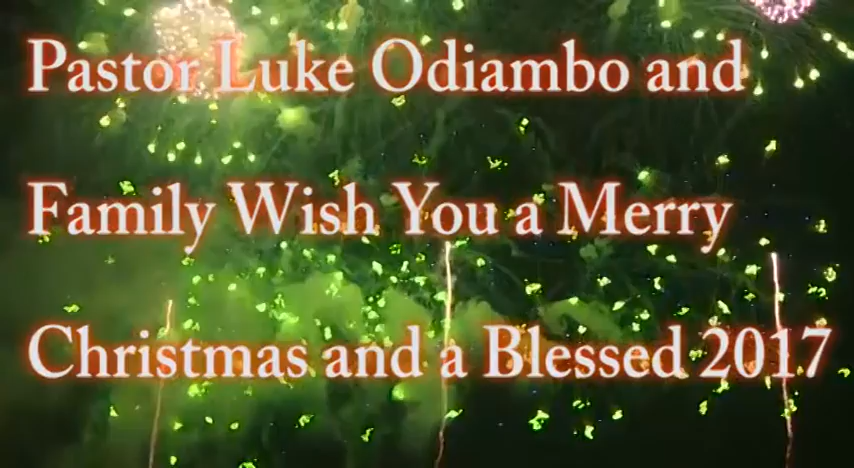 Pastor Luke Odiambo and
Family Wish You a Merry
Christmas and a Blessed 2017